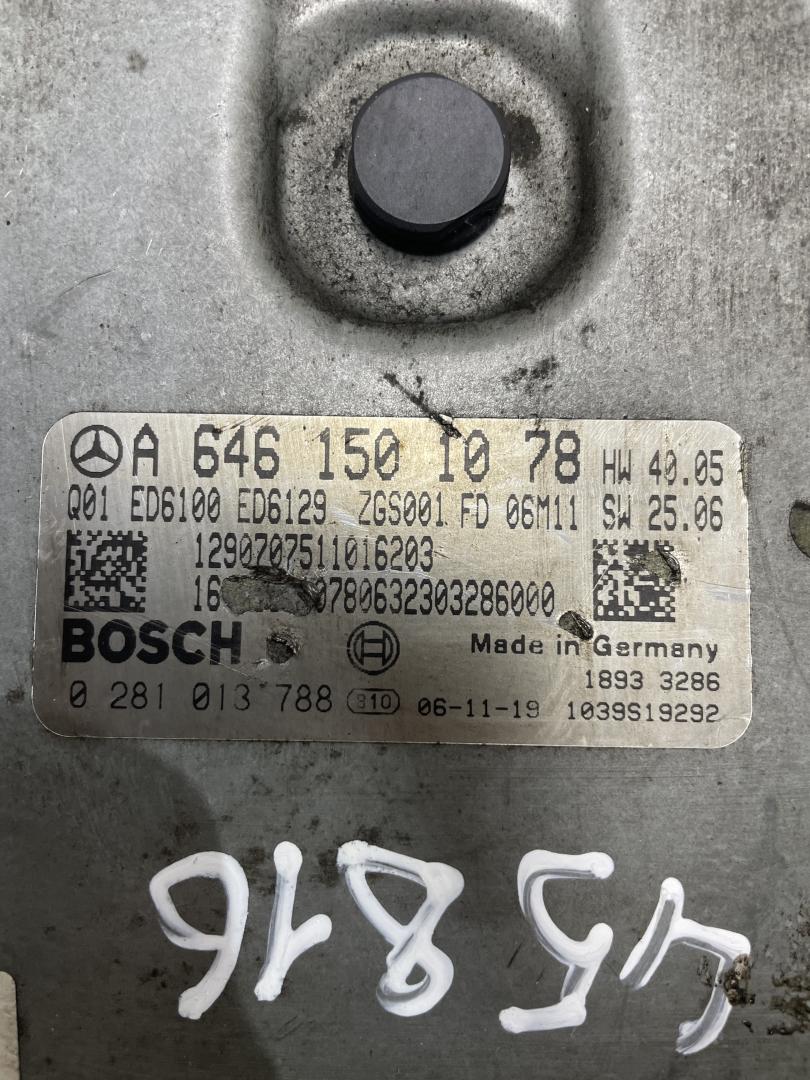 A 646 150 10 78 HW 40.05
Q01 ED6100 ED6129 ZGS001 FD 06M11 SW 25.06
1290707511016203
BOSCH Made in Germany
1893 3286
0 281 013 788 310 06-11-19 1039S19292
45816